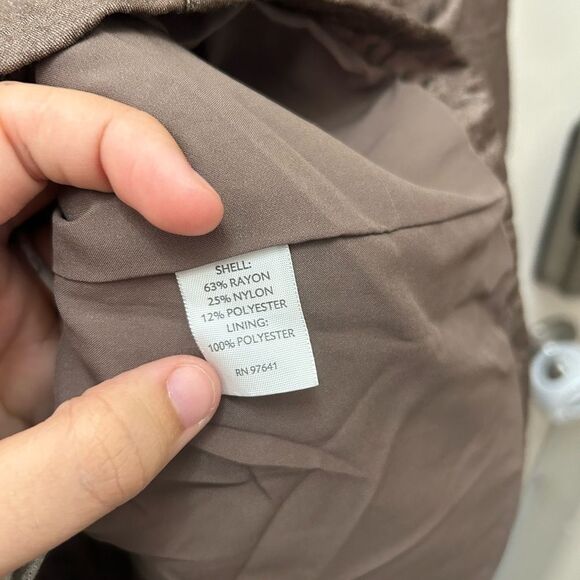 SHELL:
63% RAYON
25% NYLON
12% POLYESTER
LINING:
100% POLYESTER
RN 97641